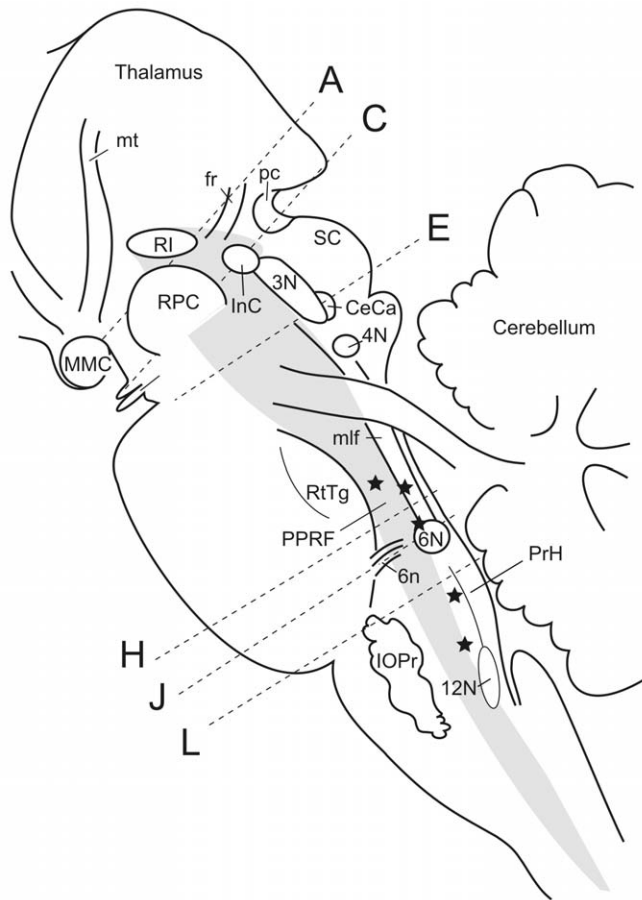 Thalamus
A
C
mt
fr
pc
E
SC
RI
3N
InC
CeCa
RPC
4N
Cerebellum
MMC
mlf
RtTg
PPRF
6N
PrH
6n
H
IOPr
J
12N
L